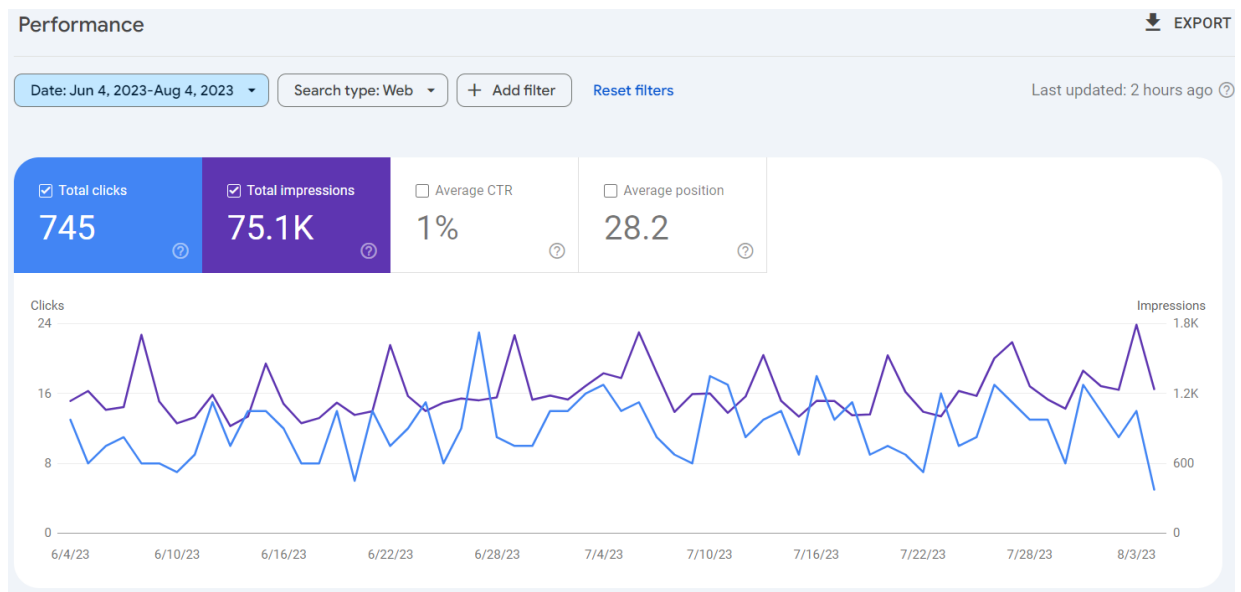 Performance
EXPORT
Date: Jun 4, 2023-Aug 4, 2023
Search type: Web
+ Add filter
Reset filters
Last updated: 2 hours ago
Total clicks
745
Total impressions
75.1K
Average CTR
1%
Average position
28.2
Clicks
Impressions
24
1.8K
16
1.2K
8
600
0
0
6/4/23 6/10/23 6/16/23 6/22/23 6/28/23 7/4/23 7/10/23 7/16/23 7/22/23 7/28/23 8/3/23